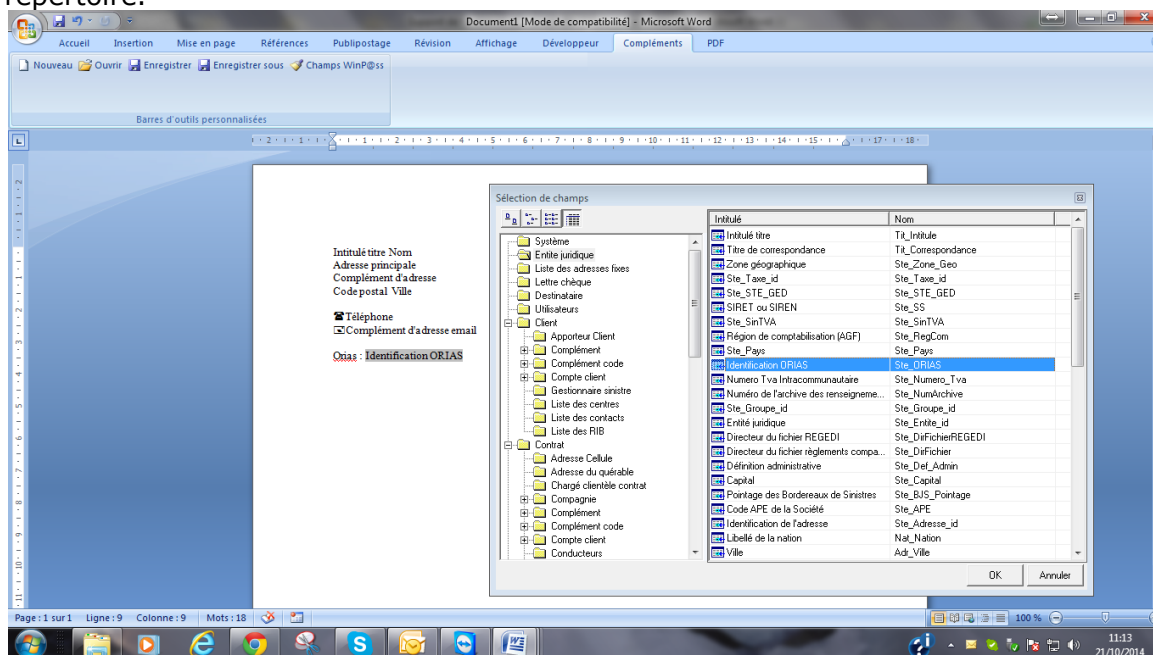 répertoire.
Document1 [Mode de compatibilité] - Microsoft Word
Accueil Insertion Mise en page Références Publipostage Révision Affichage Développeur Compléments PDF
Nouveau Ouvrir Enregistrer Enregistrer sous Champs WinP@ss
Barres d'outils personnalisées
Intitulé titre Nom
Adresse principale
Complément d'adresse
Code postal Ville
Téléphone
Complément d'adresse email
Orias : Identification ORIAS
Sélection de champs
Système
Entite juridique
Liste des adresses fixes
Lettre chèque
Destinataire
Utilisateurs
Client
Apporteur Client
Complément
Complément code
Compte client
Gestionnaire sinistre
Liste des centres
Liste des contacts
Liste des RIB
Contrat
Adresse Cellule
Adresse du quérable
Chargé clientèle contrat
Compagnie
Complément
Complément code
Compte client
Conducteurs
Intitulé Nom
Intitulé titre Tit_Intitule
Titre de correspondance Tit_Correspondance
Zone géographique Ste_Zone_Geo
Ste_Taxe_id Ste_Taxe_id
Ste_STE_GED Ste_STE_GED
SIRET ou SIREN Ste_SS
Ste_SinTVA Ste_SinTVA
Région de comptabilisation (AGF) Ste_RegCom
Ste_Pays Ste_Pays
Identification ORIAS Ste_ORIAS
Numero Tva Intracommunautaire Ste_Numero_Tva
Numéro de l'archive des renseigneme... Ste_NumArchive
Ste_Groupe_id Ste_Groupe_id
Entité juridique Ste_Entite_id
Directeur du fichier REGEDI Ste_DirFichierREGEDI
Directeur du fichier règlements compa... Ste_DirFichier
Définition administrative Ste_Def_Admin
Capital Ste_Capital
Pointage des Bordereaux de Sinistres Ste_BJS_Pointage
Code APE de la Société Ste_APE
Identification de l'adresse Ste_Adresse_id
Libellé de la nation Nat_Nation
Ville Adr_Ville
OK Annuler
Page : 1 sur 1 Ligne : 9 Colonne : 9 Mots : 18 100 %
11:13
21/10/2014